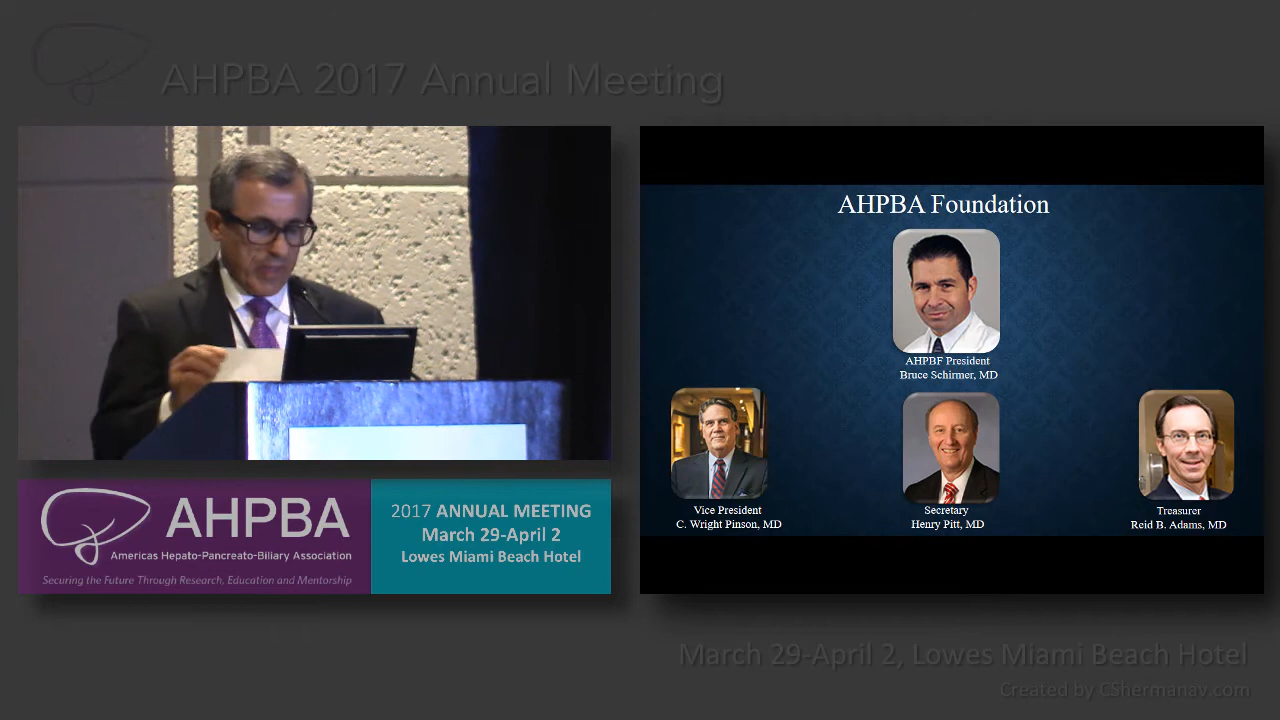 AHPBA 2017 Annual Meeting
AHPBA Foundation
AHPBF President
Bruce Schirmer, MD
Vice President
C. Wright Pinson, MD
Secretary
Henry Pitt, MD
Treasurer
Reid B. Adams, MD
AHPBA
Americas Hepato-Pancreato-Biliary Association
Securing the Future Through Research, Education and Mentorship
2017 ANNUAL MEETING
March 29-April 2
Lowes Miami Beach Hotel
March 29-April 2, Lowes Miami Beach Hotel
Created by CShermanav.com